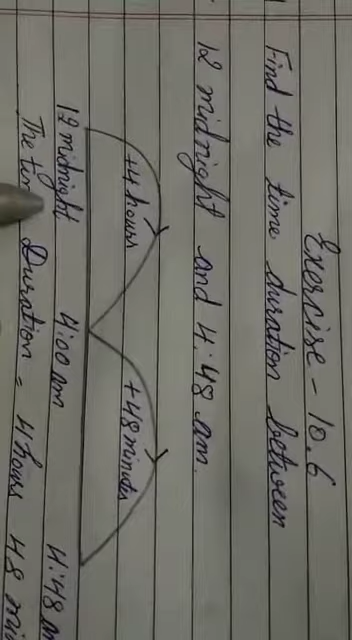 Exercise - 10.6
Find the time duration between
12 midnight and 4:48 am.
+4 hours +48 minutes
12 midnight 4:00 am 4:48
The Duration = 4 hours 48